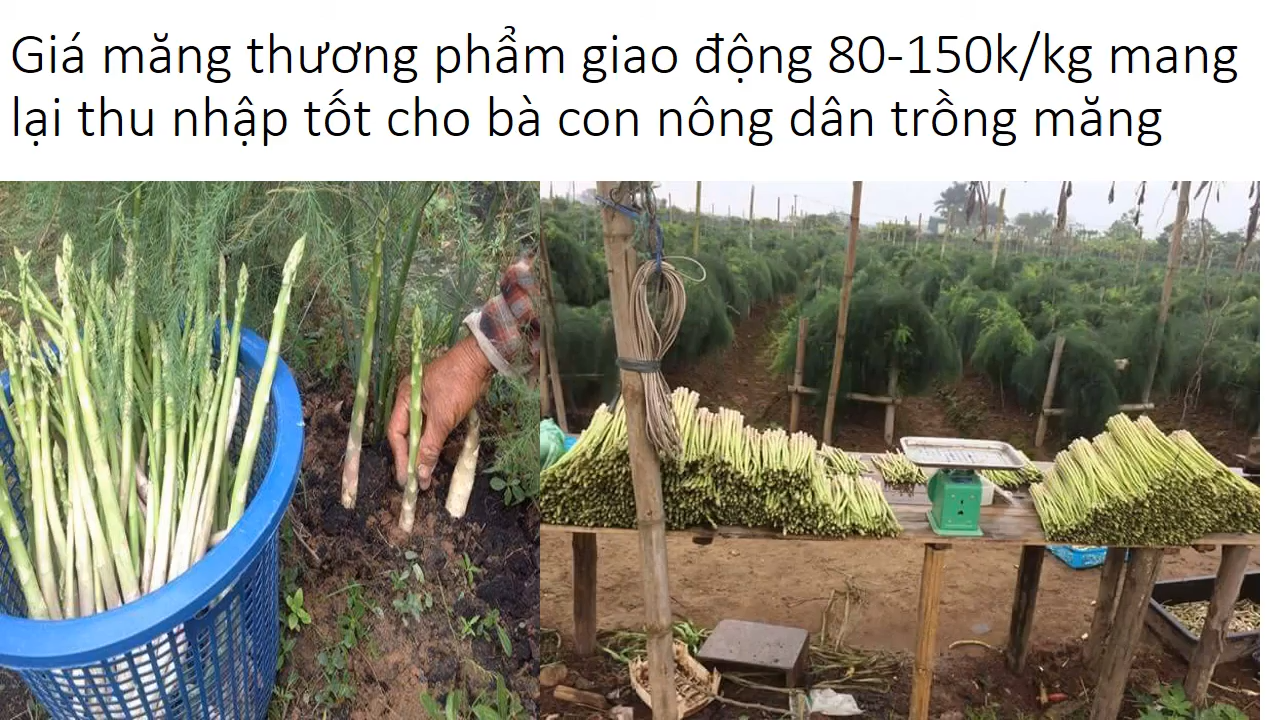 Giá măng thương phẩm giao động 80-150k/kg mang
lại thu nhập tốt cho bà con nông dân trồng măng